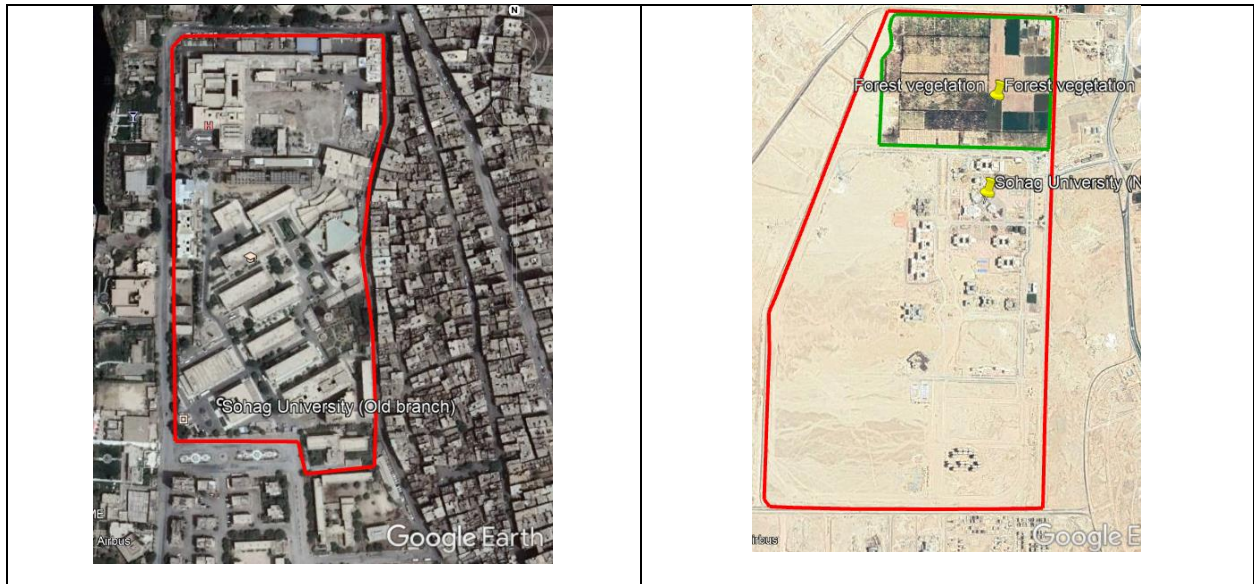 N
Sohag University (Old branch)
Airbus
Google Earth
Forest vegetation
Forest vegetation
Sohag University (N
irbus
Google E